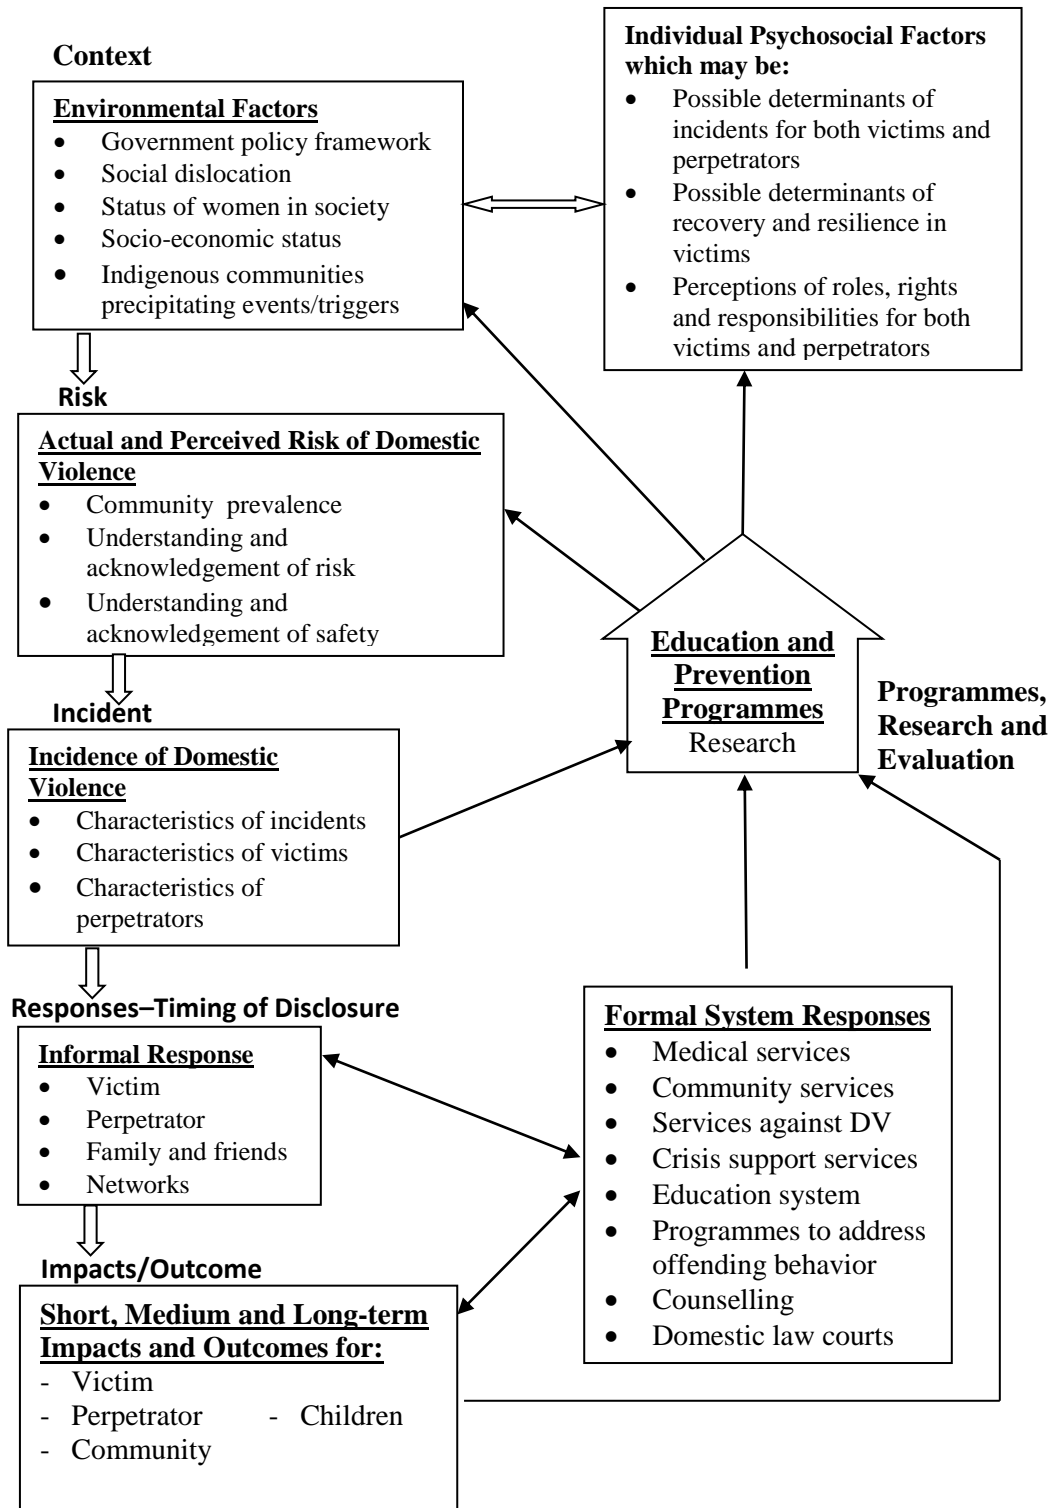 Context
Environmental Factors
• Government policy framework
• Social dislocation
• Status of women in society
• Socio-economic status
• Indigenous communities
precipitating events/triggers
Individual Psychosocial Factors
which may be:
• Possible determinants of
incidents for both victims and
perpetrators
• Possible determinants of
recovery and resilience in
victims
• Perceptions of roles, rights
and responsibilities for both
victims and perpetrators
Risk
Actual and Perceived Risk of Domestic
Violence
• Community prevalence
• Understanding and
acknowledgement of risk
• Understanding and
acknowledgement of safety
Education and
Prevention
Programmes
Research
Programmes,
Research and
Evaluation
Incident
Incidence of Domestic
Violence
• Characteristics of incidents
• Characteristics of victims
• Characteristics of
perpetrators
Responses–Timing of Disclosure
Informal Response
• Victim
• Perpetrator
• Family and friends
• Networks
Formal System Responses
• Medical services
• Community services
• Services against DV
• Crisis support services
• Education system
• Programmes to address
offending behavior
• Counselling
• Domestic law courts
Impacts/Outcome
Short, Medium and Long-term
Impacts and Outcomes for:
- Victim
- Perpetrator - Children
- Community